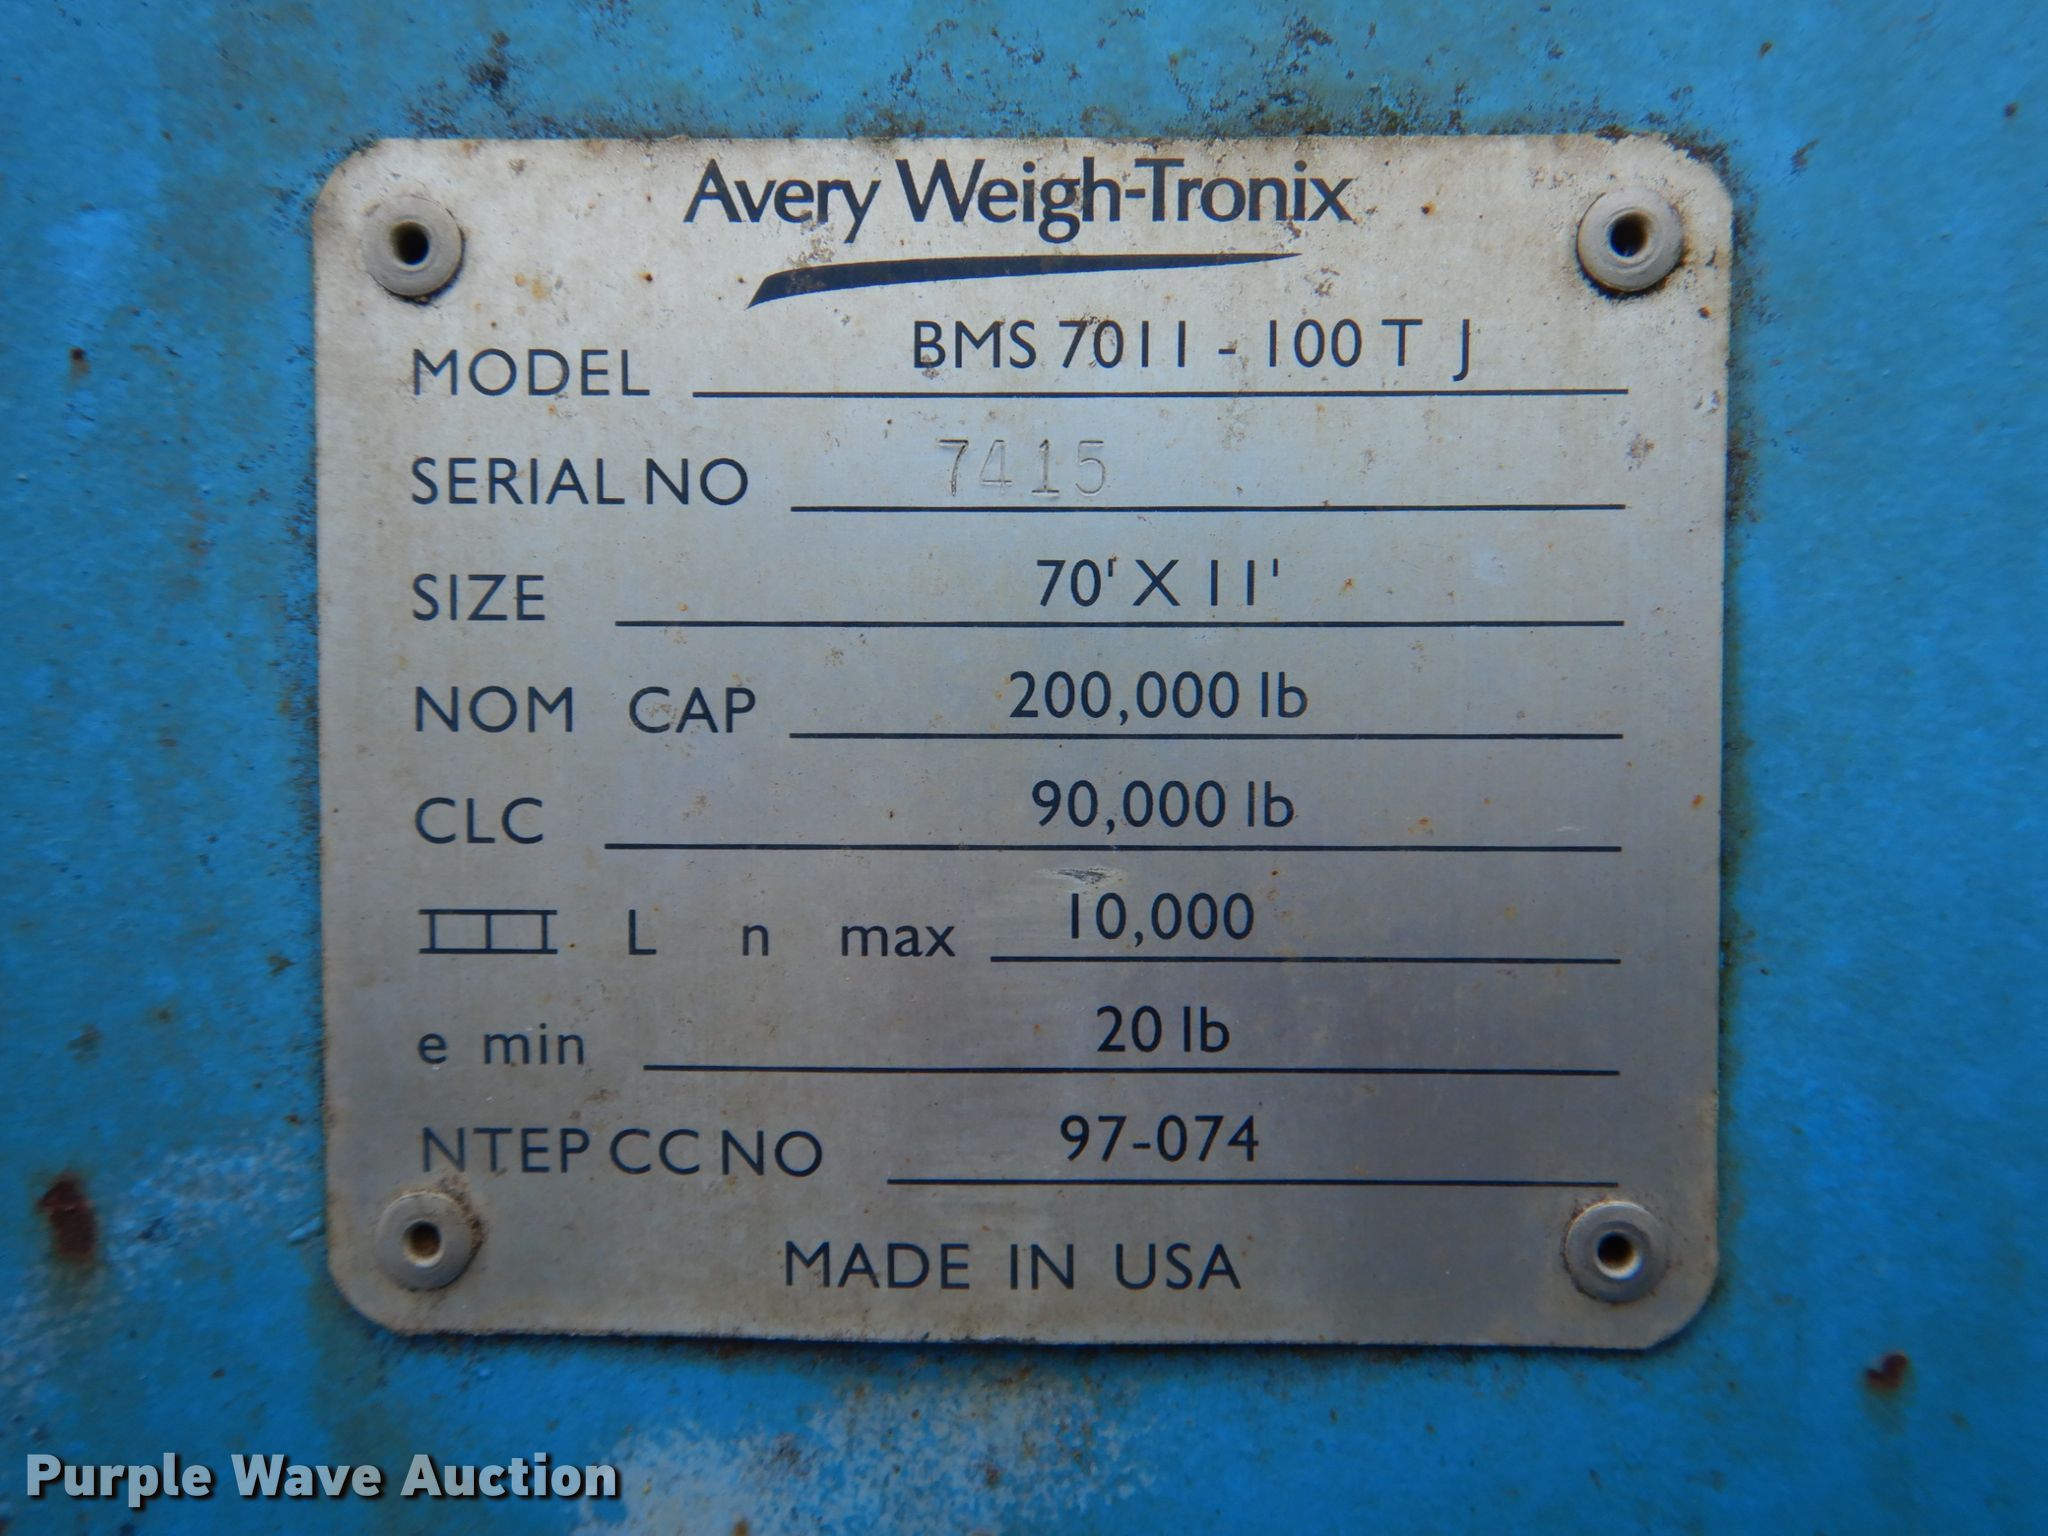 Avery Weigh-Tronix
MODEL BMS 7011 - 100 T J
SERIAL NO 7415
SIZE 70' X 11'
NOM CAP 200,000 lb
CLC 90,000 lb
III L n max 10,000
e min 20 lb
NTEP CC NO 97-074
MADE IN USA
Purple Wave Auction